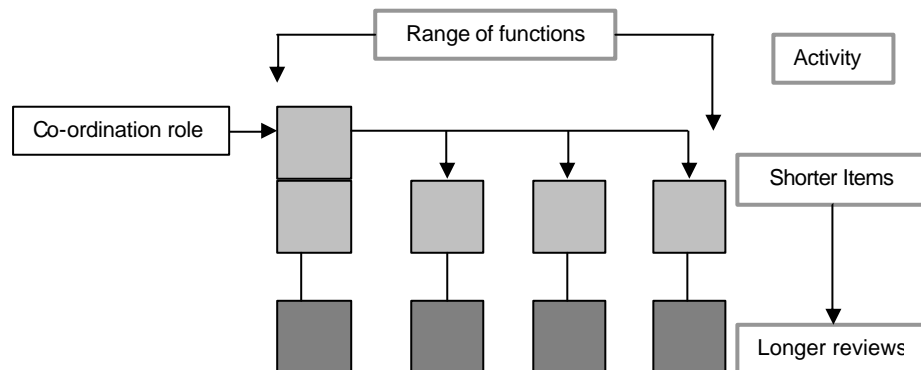 Range of functions
Activity
Co-ordination role
Shorter Items
Longer reviews